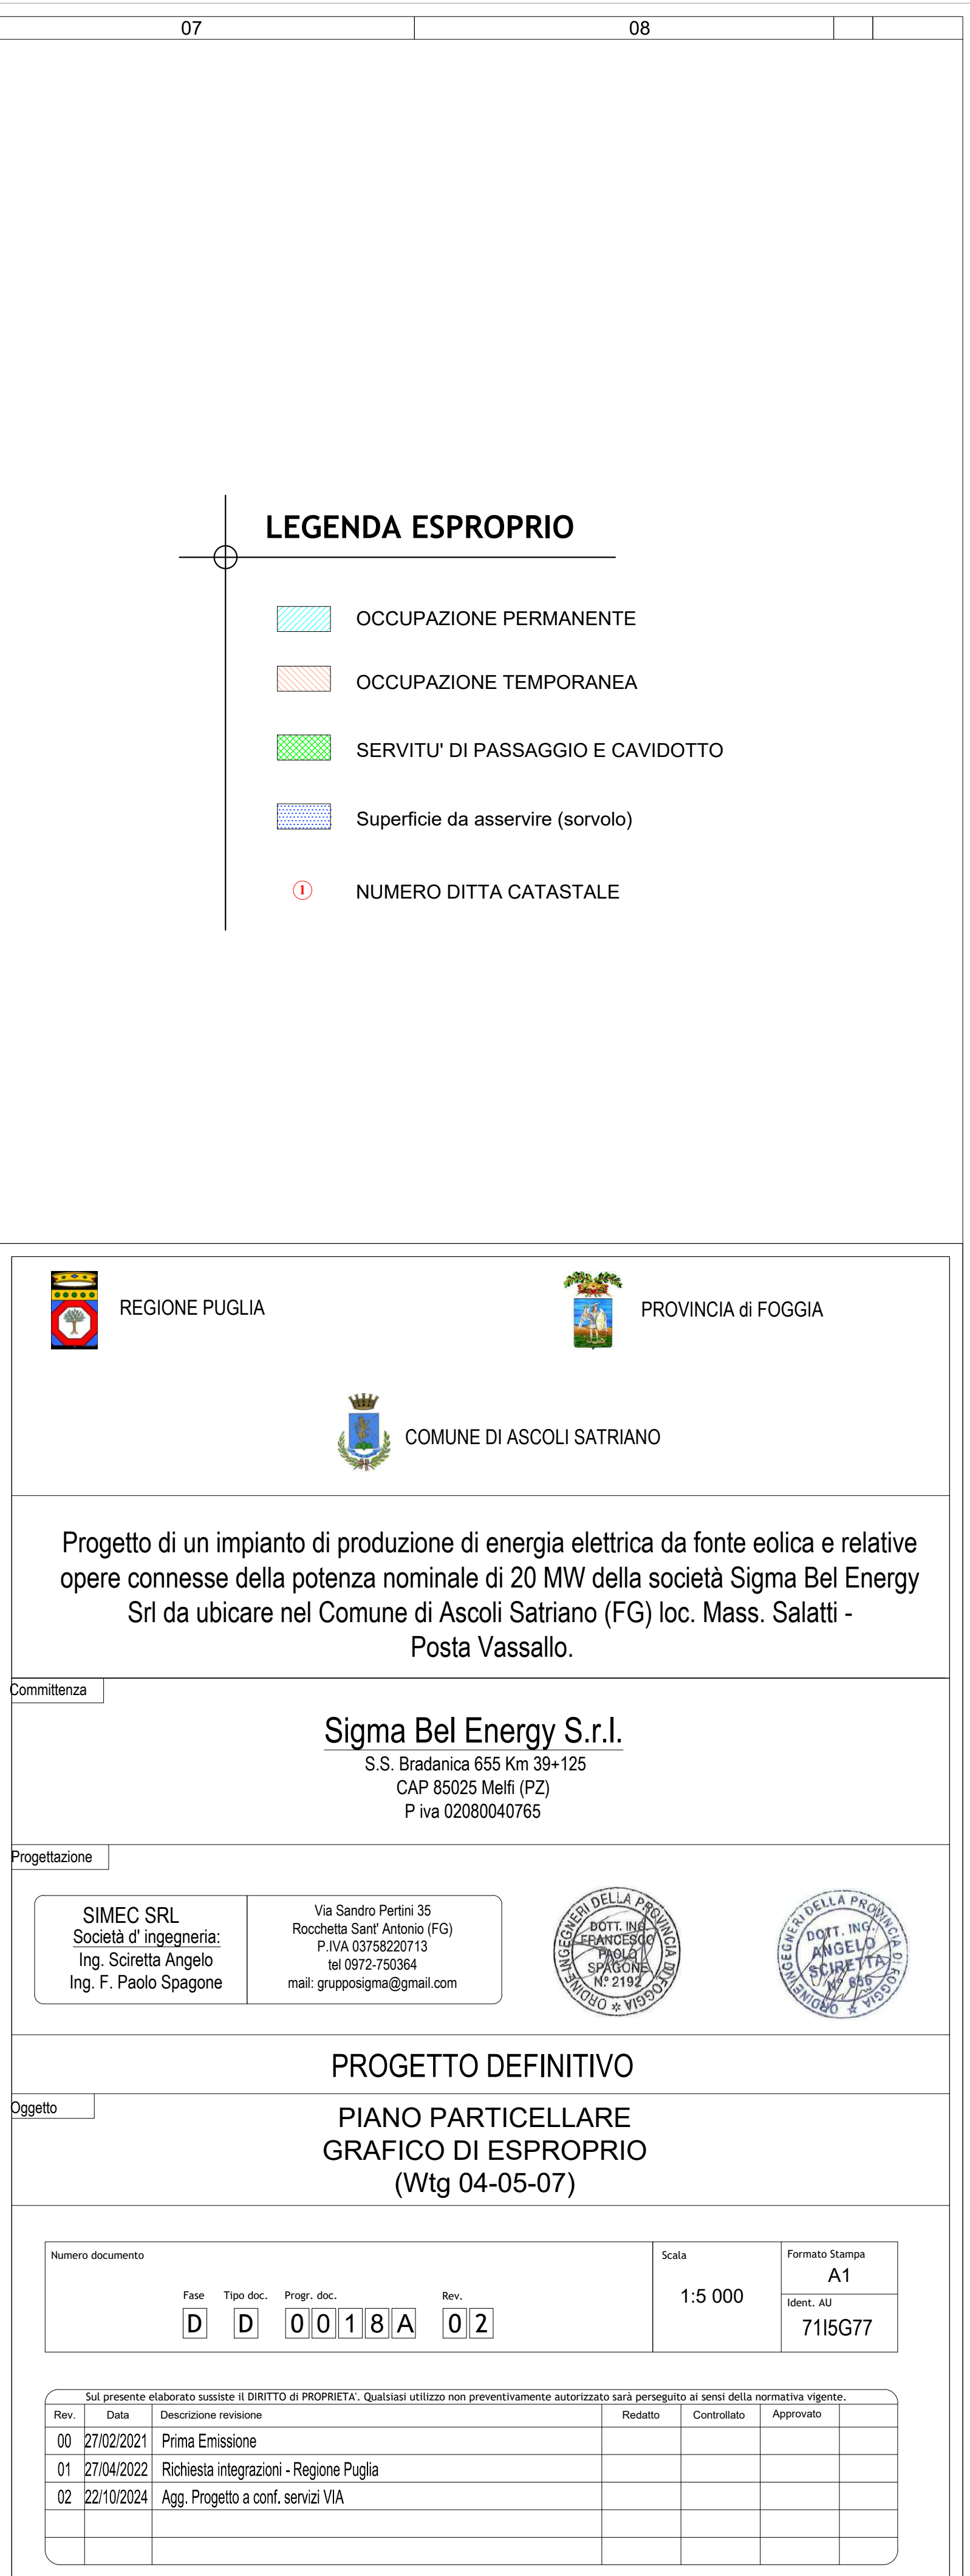 07 08
LEGENDA ESPROPRIO
OCCUPAZIONE PERMANENTE
OCCUPAZIONE TEMPORANEA
SERVITU' DI PASSAGGIO E CAVIDOTTO
Superficie da asservire (sorvolo)
1 NUMERO DITTA CATASTALE
REGIONE PUGLIA
PROVINCIA di FOGGIA
COMUNE DI ASCOLI SATRIANO
Progetto di un impianto di produzione di energia elettrica da fonte eolica e relative
opere connesse della potenza nominale di 20 MW della società Sigma Bel Energy
Srl da ubicare nel Comune di Ascoli Satriano (FG) loc. Mass. Salatti -
Posta Vassallo.
Committenza
Sigma Bel Energy S.r.l.
S.S. Bradanica 655 Km 39+125
CAP 85025 Melfi (PZ)
P iva 02080040765
Progettazione
SIMEC SRL
Società d' ingegneria:
Ing. Sciretta Angelo
Ing. F. Paolo Spagone
Via Sandro Pertini 35
Rocchetta Sant' Antonio (FG)
P.IVA 03758220713
tel 0972-750364
mail: grupposigma@gmail.com
ORDINE INGEGNERI DELLA PROVINCIA DI FOGGIA
DOTT. ING.
FRANCESCO
PAOLO
SPAGONE
N.° 2192
ORDINE INGEGNERI DELLA PROVINCIA DI FOGGIA
DOTT. ING.
ANGELO
SCIRETTA
N° 656
PROGETTO DEFINITIVO
Oggetto
PIANO PARTICELLARE
GRAFICO DI ESPROPRIO
(Wtg 04-05-07)
Numero documento
Fase Tipo doc. Progr. doc. Rev.
D D 0018A 02
Scala
1:5 000
Formato Stampa
A1
Ident. AU
71I5G77
Sul presente elaborato sussiste il DIRITTO di PROPRIETA'. Qualsiasi utilizzo non preventivamente autorizzato sarà perseguito ai sensi della normativa vigente.
Rev. Data Descrizione revisione Redatto Controllato Approvato
00 27/02/2021 Prima Emissione
01 27/04/2022 Richiesta integrazioni - Regione Puglia
02 22/10/2024 Agg. Progetto a conf. servizi VIA